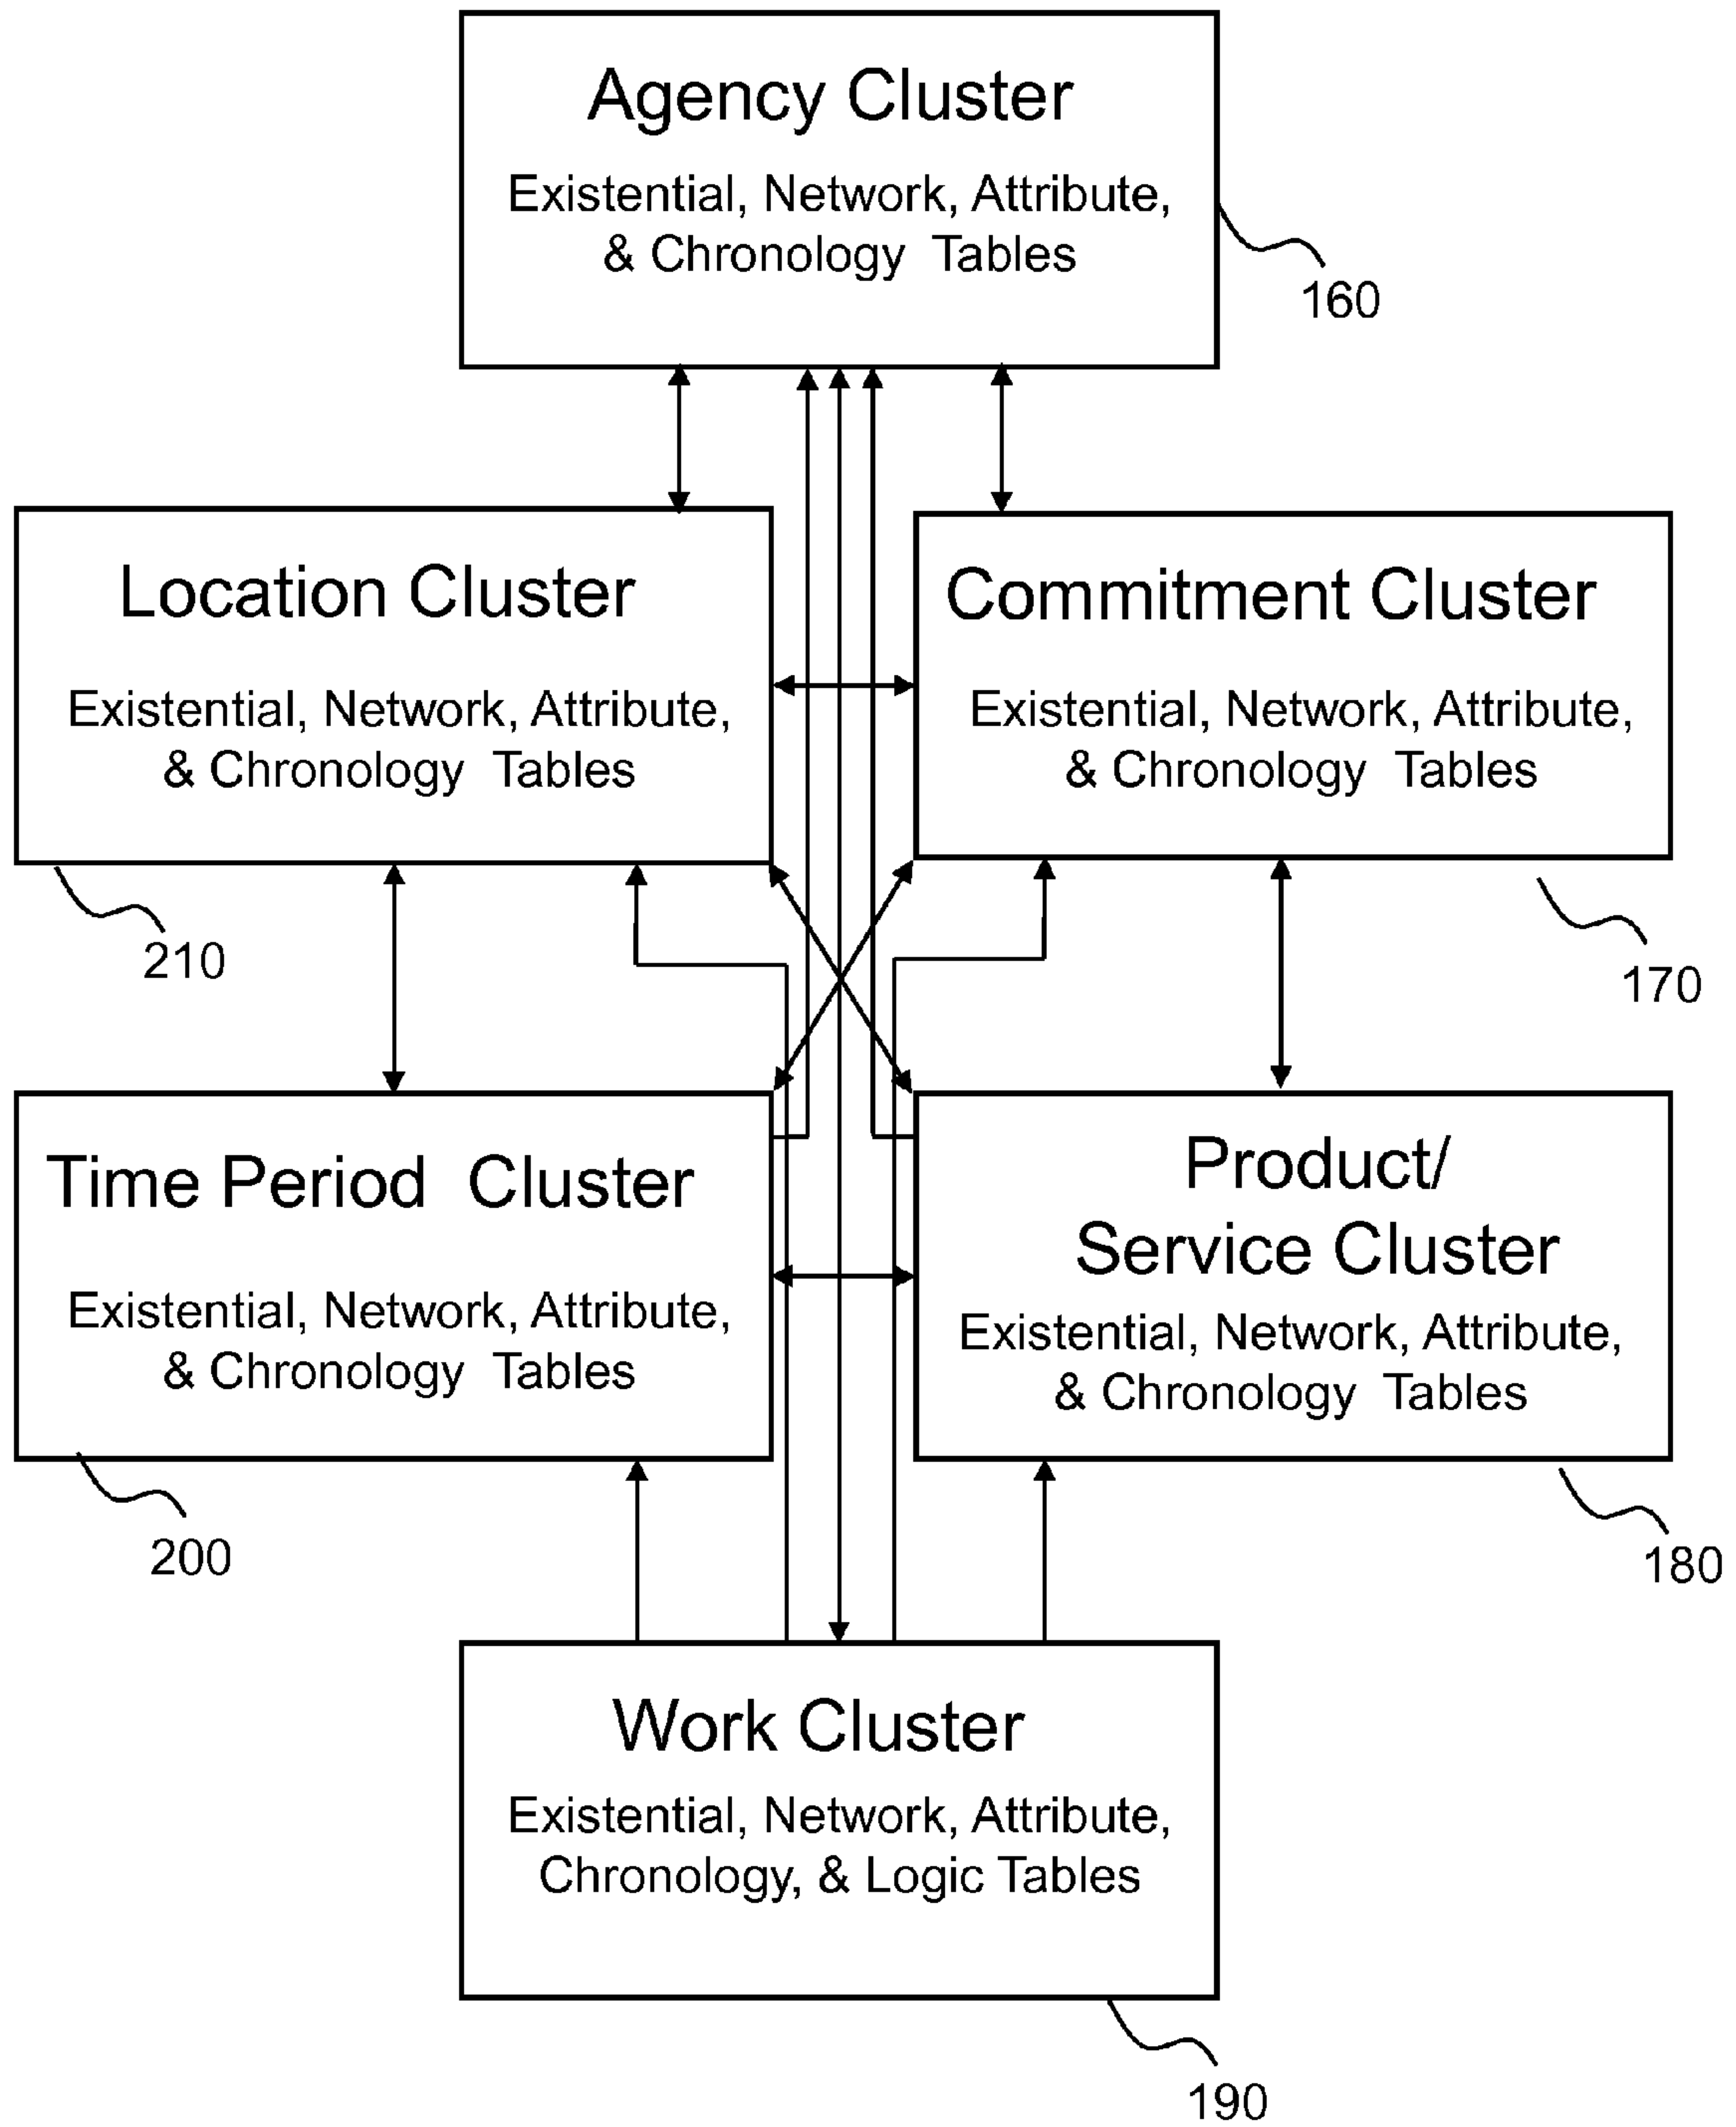 Agency Cluster
Existential, Network, Attribute,
& Chronology Tables
160
Location Cluster
Existential, Network, Attribute,
& Chronology Tables
210
Commitment Cluster
Existential, Network, Attribute,
& Chronology Tables
170
Time Period Cluster
Existential, Network, Attribute,
& Chronology Tables
200
Product/
Service Cluster
Existential, Network, Attribute,
& Chronology Tables
180
Work Cluster
Existential, Network, Attribute,
Chronology, & Logic Tables
190